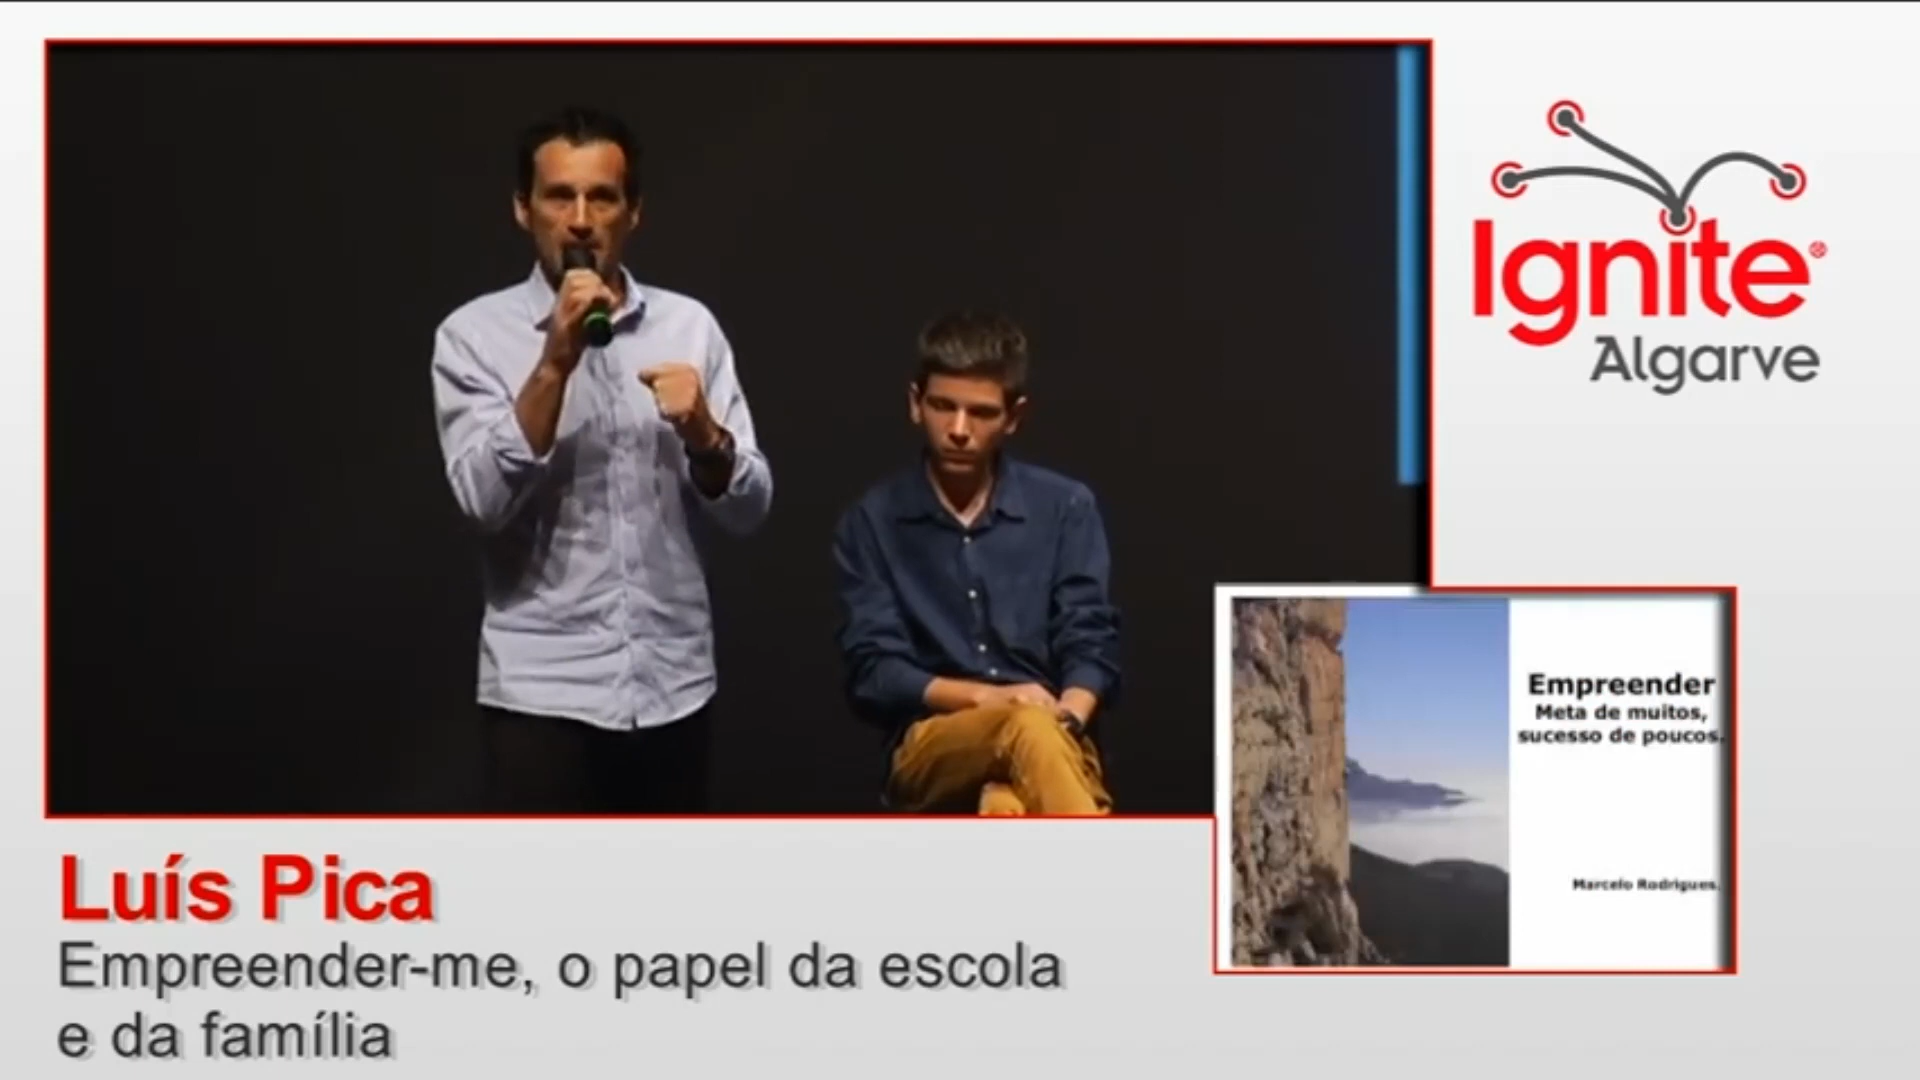 Ignite®
Algarve
Empreender
Meta de muitos,
sucesso de poucos.
Marcelo Rodrigues.
Luís Pica
Empreender-me, o papel da escola
e da família